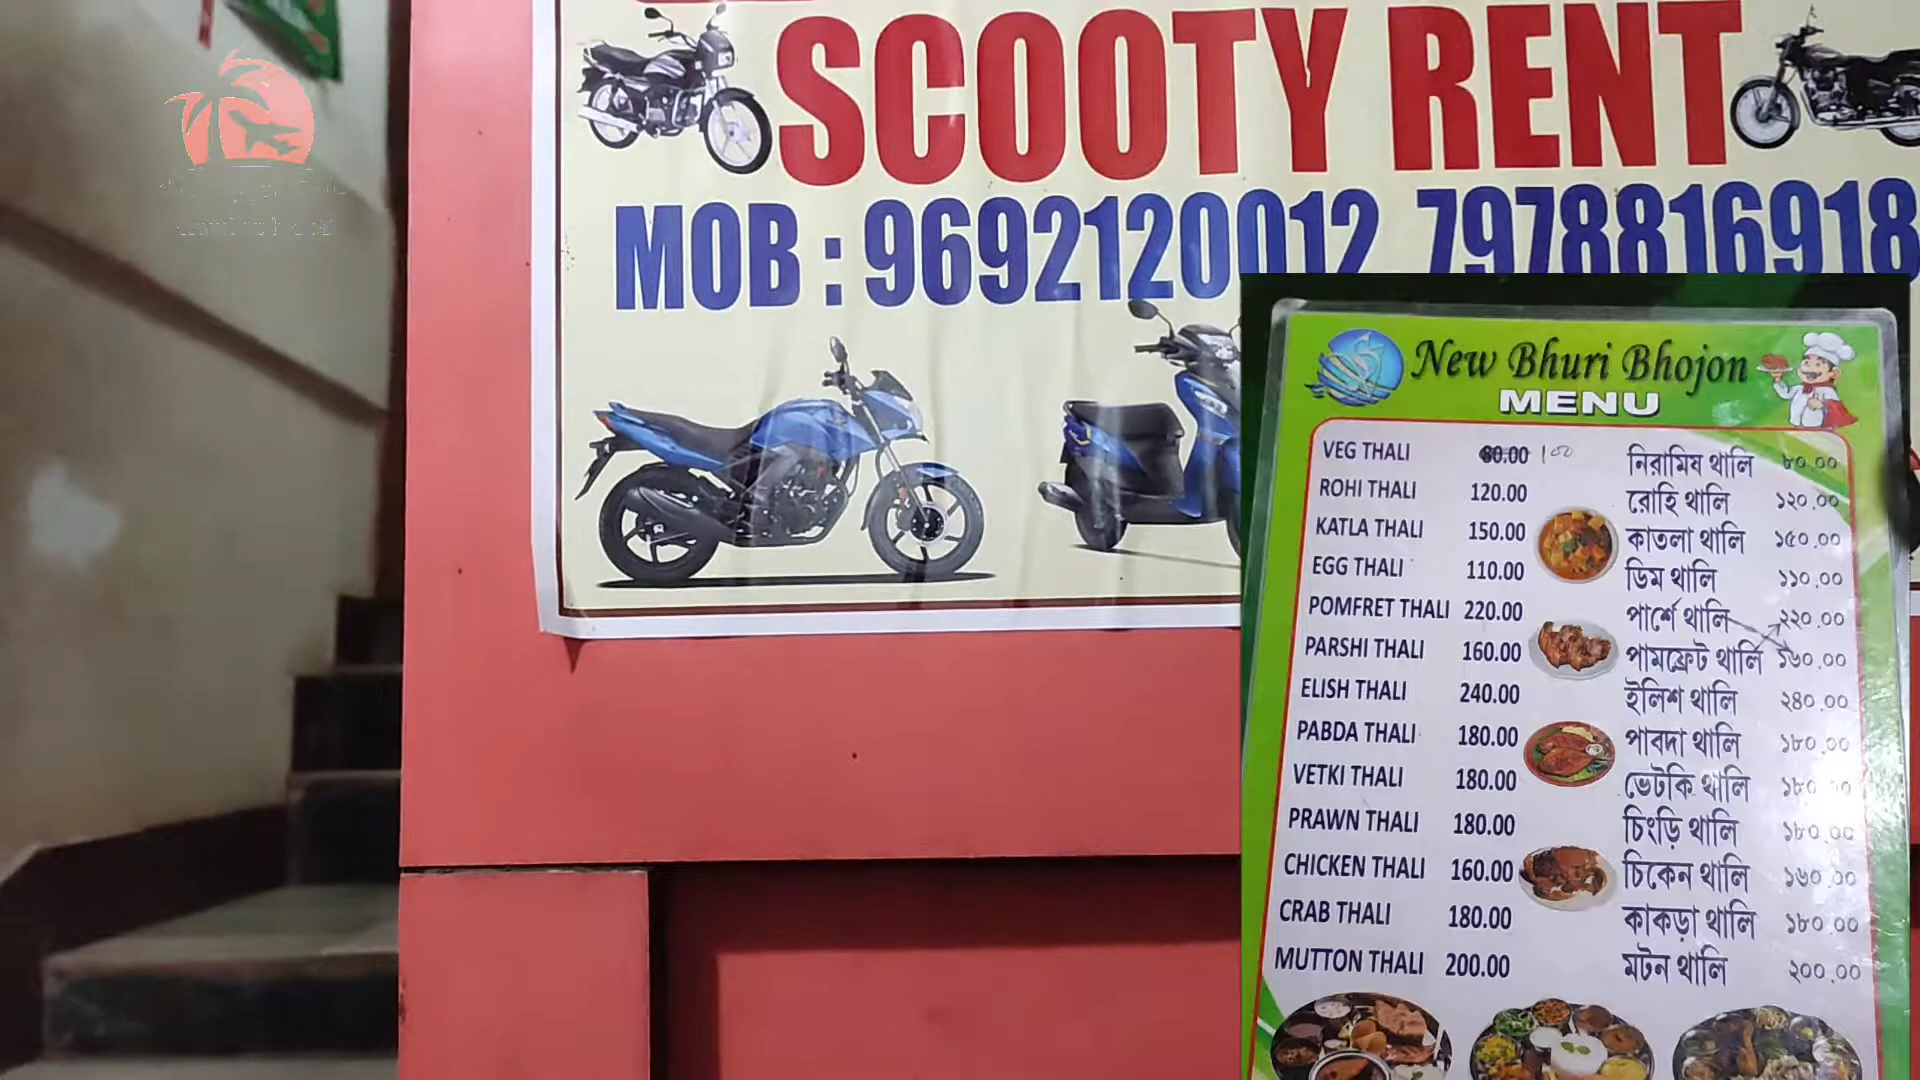 SCOOTY RENT
MOB : 9692120012 7978816918
New Bhuri Bhojon
MENU
VEG THALI 80.00 100 নিরামিষ থালি ৮০.০০
ROHI THALI 120.00 রোহি থালি ১২০.০০
KATLA THALI 150.00 কাতলা থালি ১৫০.০০
EGG THALI 110.00 ডিম থালি ১১০.০০
POMFRET THALI 220.00 পার্শে থালি ২২০.০০
PARSHI THALI 160.00 পামফ্রেট থালি ১৬০.০০
ELISH THALI 240.00 ইলিশ থালি ২৪০.০০
PABDA THALI 180.00 পাবদা থালি ১৮০.০০
VETKI THALI 180.00 ভেটকি থালি ১৮০.০০
PRAWN THALI 180.00 চিংড়ি থালি ১৮০.০০
CHICKEN THALI 160.00 চিকেন থালি ১৬০.০০
CRAB THALI 180.00 কাকড়া থালি ১৮০.০০
MUTTON THALI 200.00 মটন থালি ২০০.০০